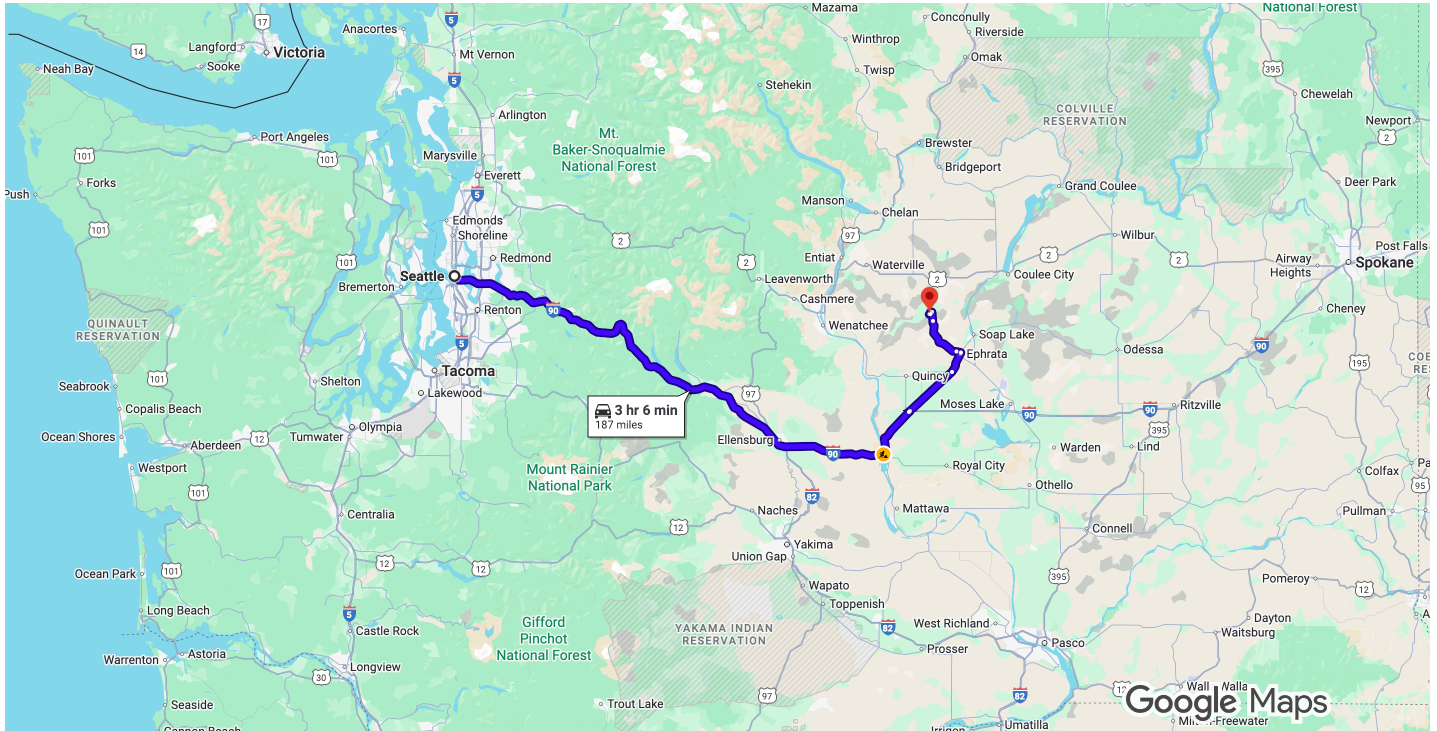 National Forest
Mazama
Conconully
17
5
Anacortes
Riverside
Langford
14
Victoria
Winthrop
Mt Vernon
Omak
Sooke
Neah Bay
Twisp
395
5
Stehekin
Chewelah
Arlington
COLVILLE
RESERVATION
Newport
Port Angeles
Mt.
Baker-Snoqualmie
National Forest
2
101
101
Marysville
Brewster
Bridgeport
Everett
Forks
Push
5
Grand Coulee
Deer Park
Manson
Chelan
Edmonds
101
Shoreline
97
Wilbur
2
Post Falls
Redmond
Entiat
Waterville
2
2
Airway
Heights
Spokane
101
2
Seattle
Leavenworth
2
Coulee City
Bremerton
Cashmere
Renton
90
Cheney
QUINAULT
RESERVATION
Wenatchee
Soap Lake
5
90
Odessa
Ephrata
195
Tacoma
Quincy
101
Shelton
Seabrook
Lakewood
97
3 hr 6 min
187 miles
Moses Lake
Ritzville
Copalis Beach
90
90
Olympia
Ocean Shores
Aberdeen
12
Tumwater
Ellensburg
395
Warden
Lind
90
Westport
Royal City
Mount Rainier
National Park
Colfax
101
Othello
95
82
Mattawa
Naches
Pullman
Centralia
12
Connell
Yakima
Union Gap
12
12
Ocean Park
101
395
Pomeroy
12
Wapato
Toppenish
Long Beach
5
Gifford
Pinchot
National Forest
YAKAMA INDIAN
RESERVATION
82
West Richland
Dayton
Castle Rock
Waitsburg
Pasco
Astoria
Warrenton
Prosser
Longview
30
97
82
Walla Walla
Seaside
Trout Lake
Google Maps
Umatilla